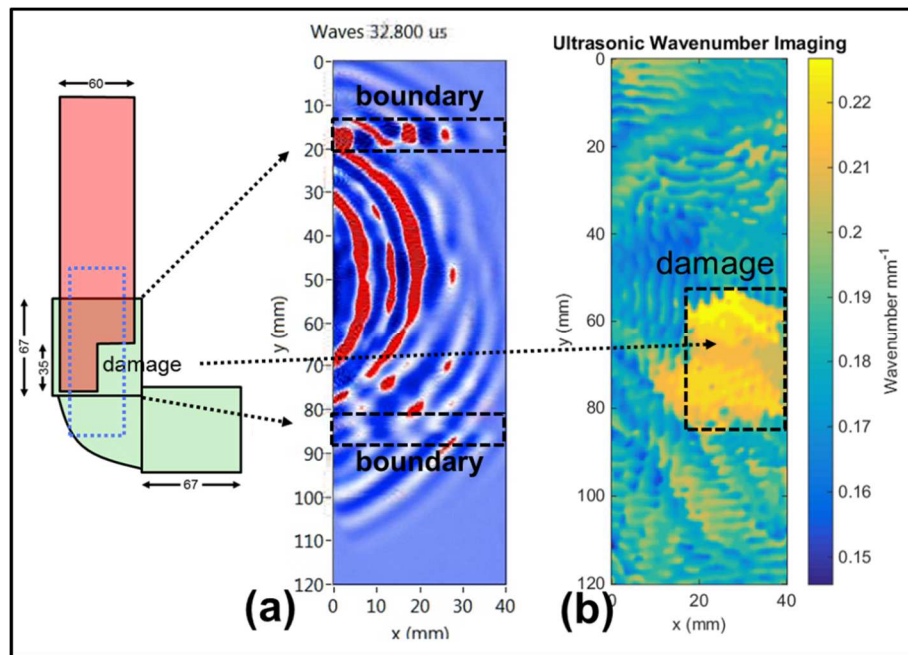 60
67
35
damage
67
Waves 32.800 us
boundary
0
10
20
30
40
50
60
70
80
90
100
110
120
y (mm)
boundary
0 10 20 30 40
x (mm)
(a)
Ultrasonic Wavenumber Imaging
0
20
40
60
80
100
120
y (mm)
damage
0 20 40
x (mm)
(b)
0.22
0.21
0.20
0.19
0.18
0.17
0.16
0.15
Wavenumber mm⁻¹